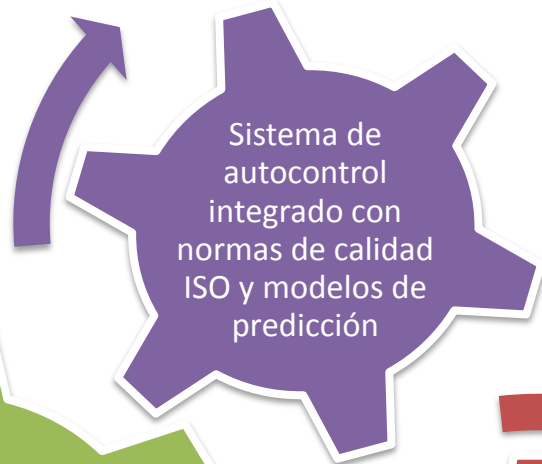 Sistema de
autocontrol
integrado con
normas de calidad
ISO y modelos de
predicción